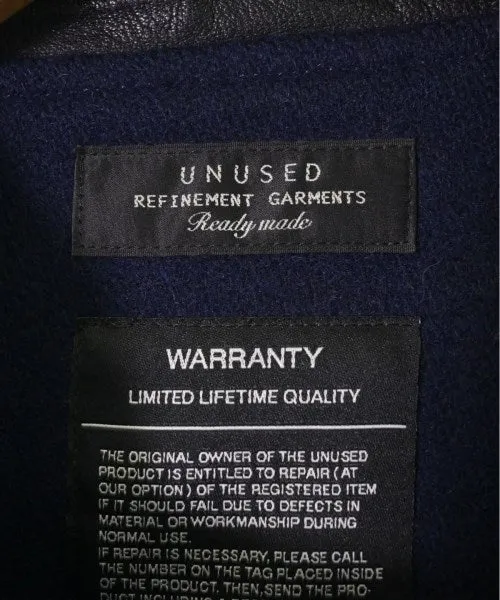 UNUSED
REFINEMENT GARMENTS
Ready made
WARRANTY
LIMITED LIFETIME QUALITY
THE ORIGINAL OWNER OF THE UNUSED
PRODUCT IS ENTITLED TO REPAIR ( AT
OUR OPTION ) OF THE REGISTERED ITEM
IF IT SHOULD FAIL DUE TO DEFECTS IN
MATERIAL OR WORKMANSHIP DURING
NORMAL USE.
IF REPAIR IS NECESSARY, PLEASE CALL
THE NUMBER ON THE TAG PLACED INSIDE
OF THE PRODUCT. THEN, SEND THE PRO-
DUCT INCLUDING